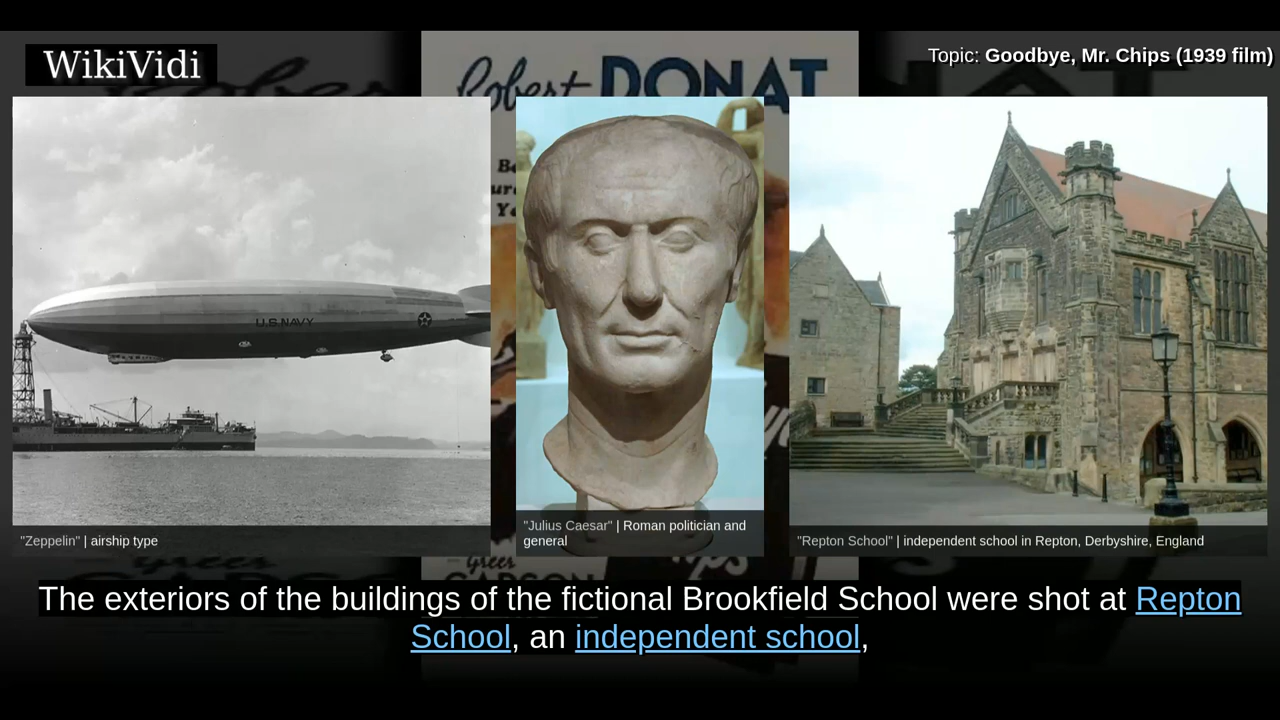 WikiVidi
Topic: Goodbye, Mr. Chips (1939 film)
Robert DONAT
U.S. NAVY
"Zeppelin" | airship type
"Julius Caesar" | Roman politician and
general
"Repton School" | independent school in Repton, Derbyshire, England
Greer
The exteriors of the buildings of the fictional Brookfield School were shot at Repton
School, an independent school,